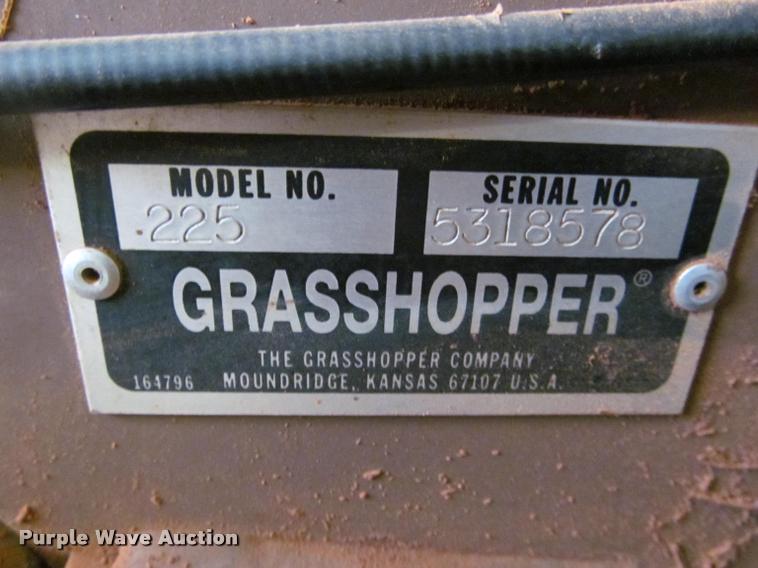 MODEL NO. SERIAL NO.
225 5318578
GRASSHOPPER®
THE GRASSHOPPER COMPANY
164796 MOUNDRIDGE, KANSAS 67107 U.S.A.
Purple Wave Auction